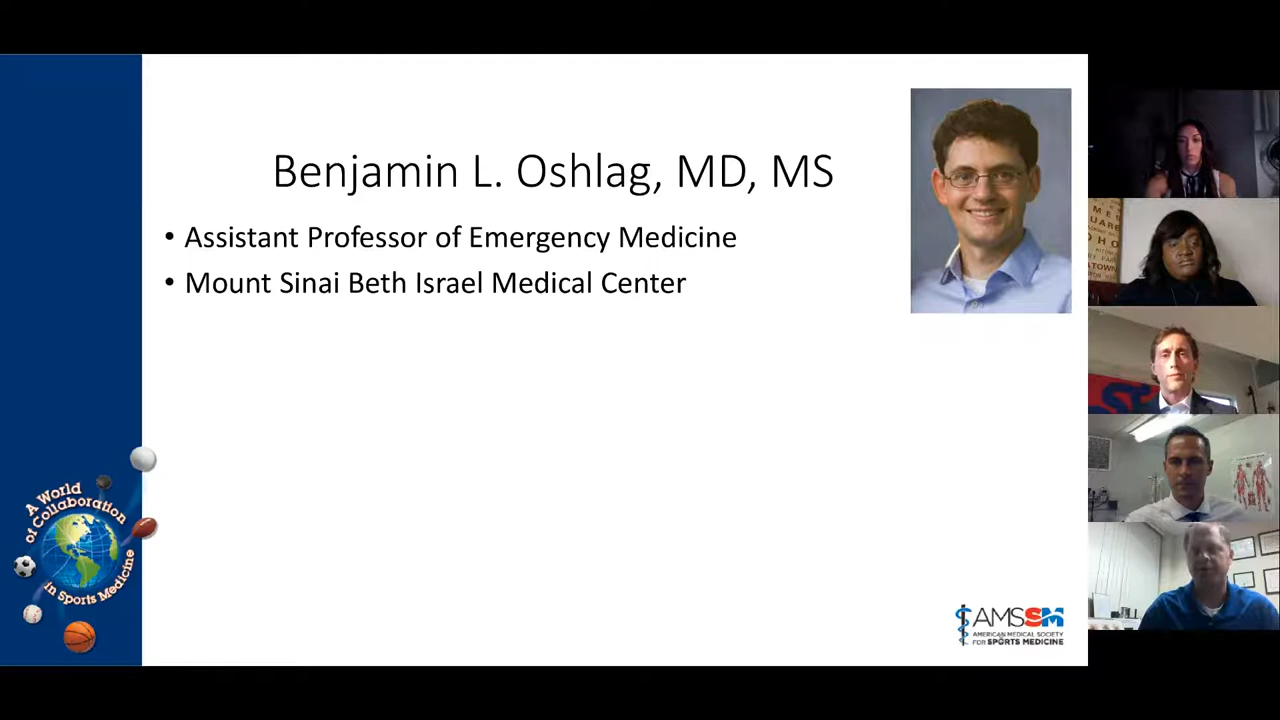 Benjamin L. Oshlag, MD, MS
• Assistant Professor of Emergency Medicine
• Mount Sinai Beth Israel Medical Center
A World
of Collaboration
in Sports Medicine
AMSSM
AMERICAN MEDICAL SOCIETY
FOR SPORTS MEDICINE